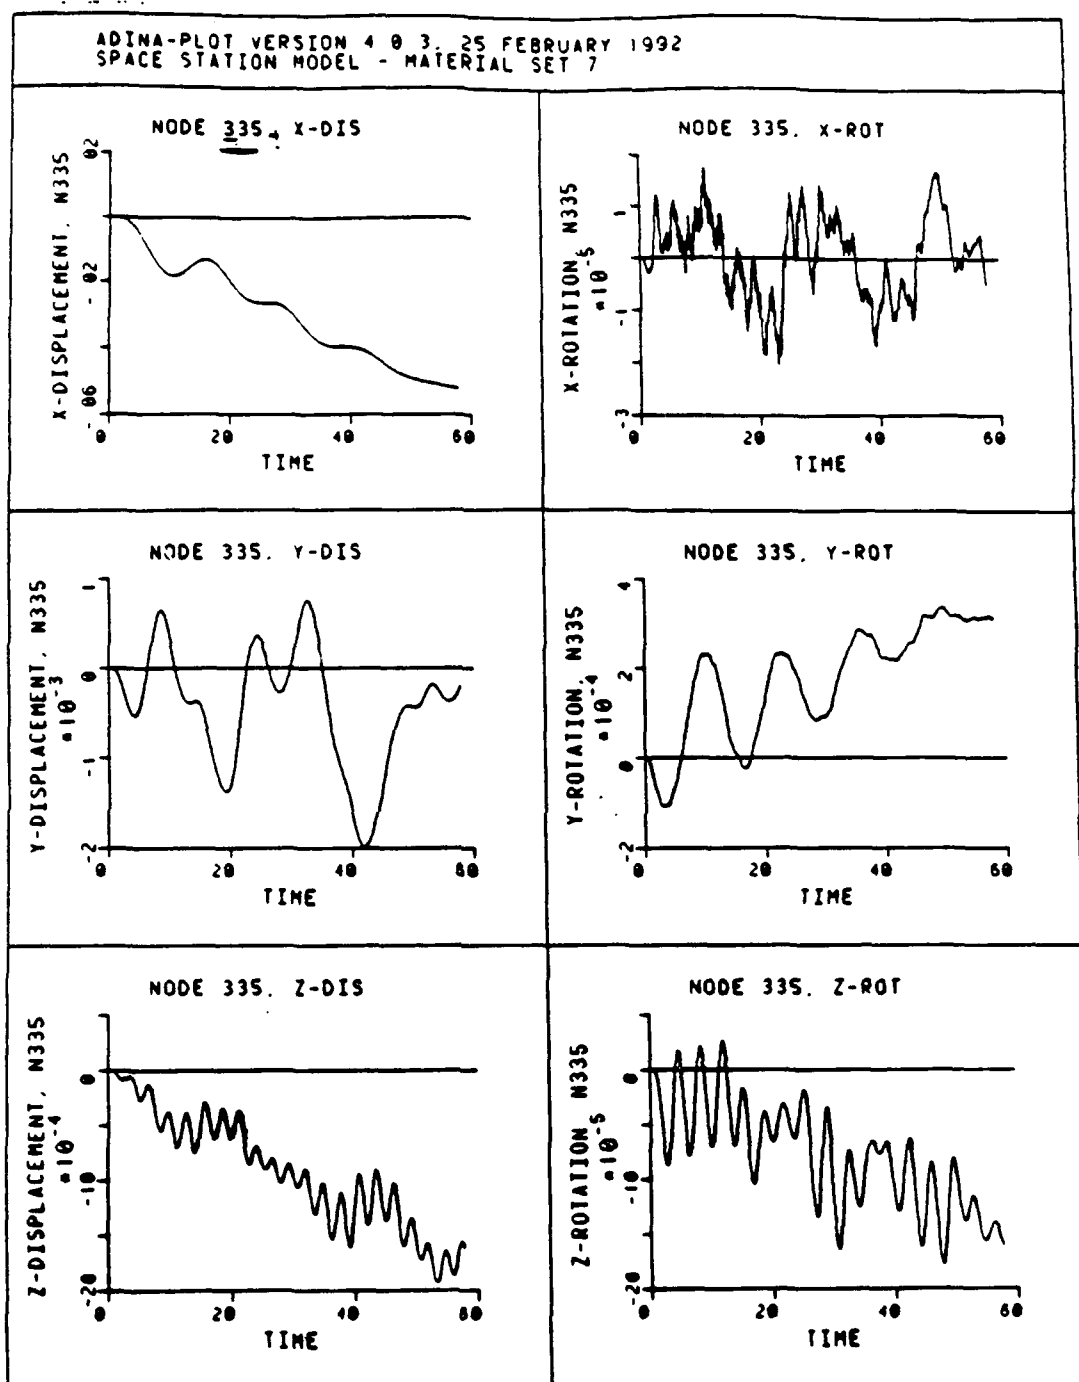 ADINA-PLOT VERSION 4.0.3, 25 FEBRUARY 1992
SPACE STATION MODEL - MATERIAL SET 7
NODE 335, X-DIS
X-DISPLACEMENT, N335
.02
-.02
-.06
0 20 40 60
TIME
NODE 335, X-ROT
X-ROTATION, N335
*10^-5
1
-1
-3
0 20 40 60
TIME
NODE 335, Y-DIS
Y-DISPLACEMENT, N335
*10^-3
1
0
-1
-2
0 20 40 60
TIME
NODE 335, Y-ROT
Y-ROTATION, N335
*10^-4
4
2
0
-2
0 20 40 60
TIME
NODE 335, Z-DIS
Z-DISPLACEMENT, N335
*10^-4
0
-10
-20
0 20 40 60
TIME
NODE 335, Z-ROT
Z-ROTATION, N335
*10^-5
0
-10
-20
0 20 40 60
TIME